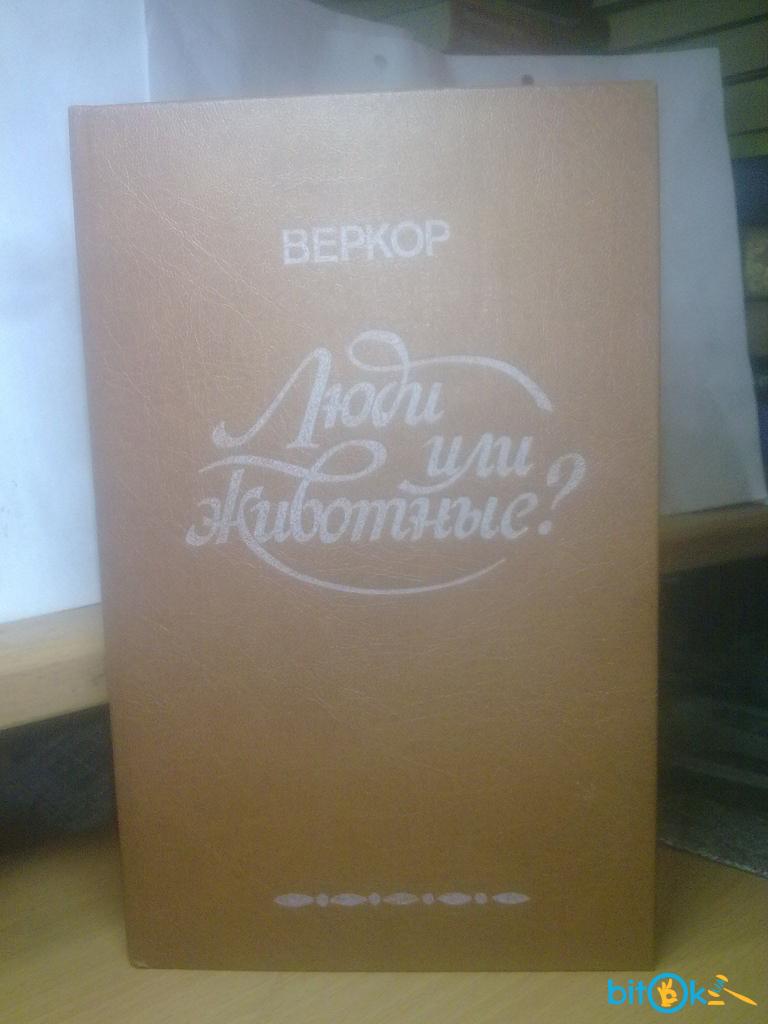 ВЕРКОР
Люди
или
животные?
bitOk